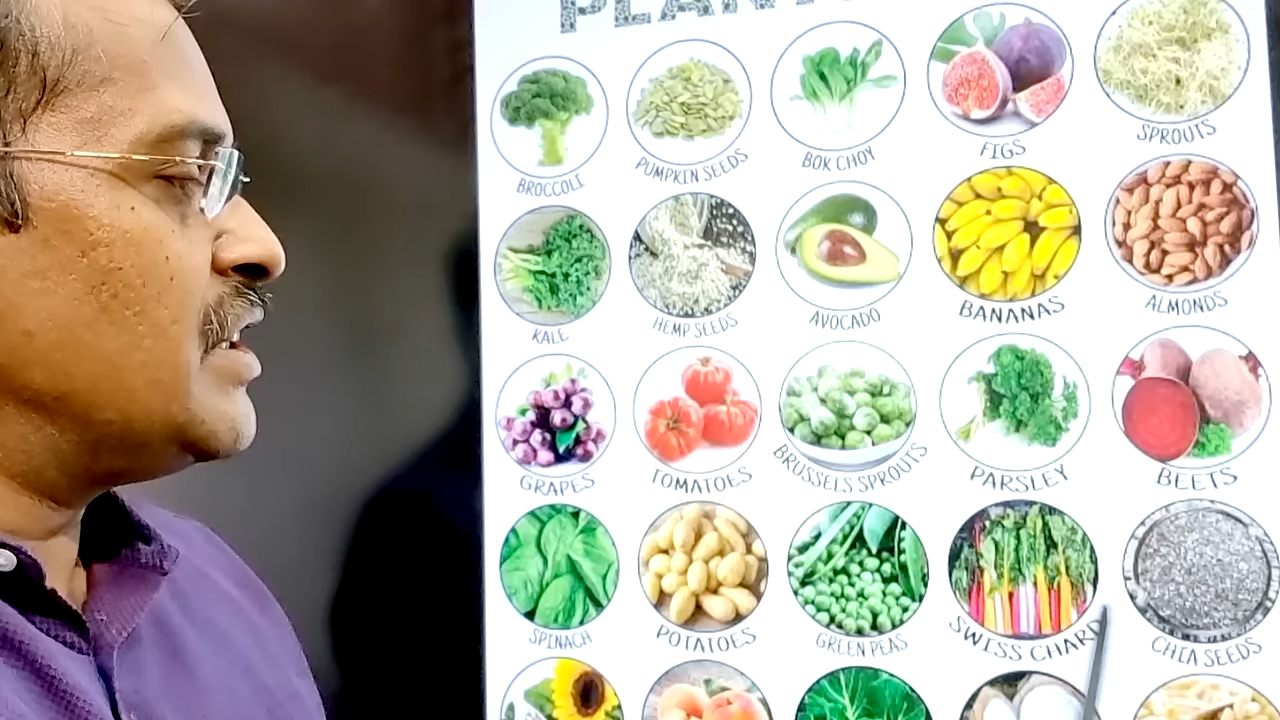 BROCCOLI PUMPKIN SEEDS BOK CHOY FIGS SPROUTS
KALE HEMP SEEDS AVOCADO BANANAS ALMONDS
GRAPES TOMATOES BRUSSELS SPROUTS PARSLEY BEETS
SPINACH POTATOES GREEN PEAS SWISS CHARD CHIA SEEDS